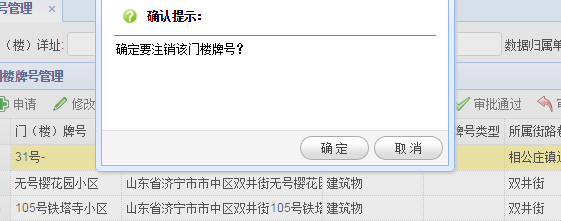 号管理
确认提示：
确定要注销该门楼牌号？
（楼）详址:
数据归属单
门楼牌号管理
申请 修改
审批通过 审
门（楼）牌号
牌号类型 所属街路巷
31号-
相公庄镇
确 定 取 消
无号樱花园小区 山东省济宁市市中区双井街无号樱花 建筑物 双井街
105号铁塔寺小区 山东省济宁市市中区双井街105号铁塔 建筑物 双井街